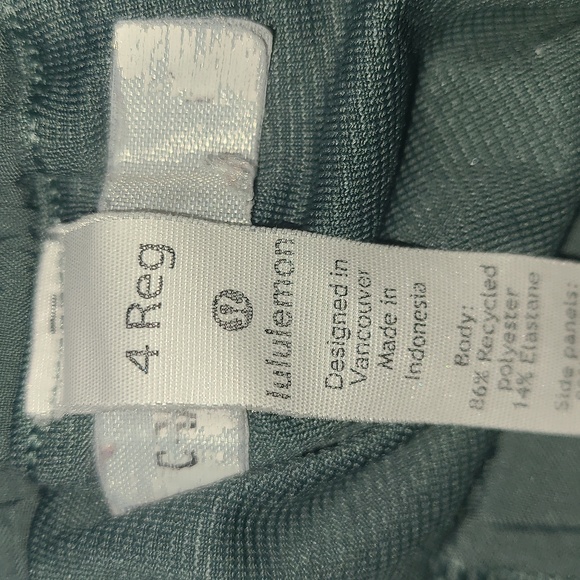 4 Reg
lululemon
Designed in
Vancouver
Made in
Indonesia
Body:
86% Recycled
polyester
14% Elastane
Side panels: